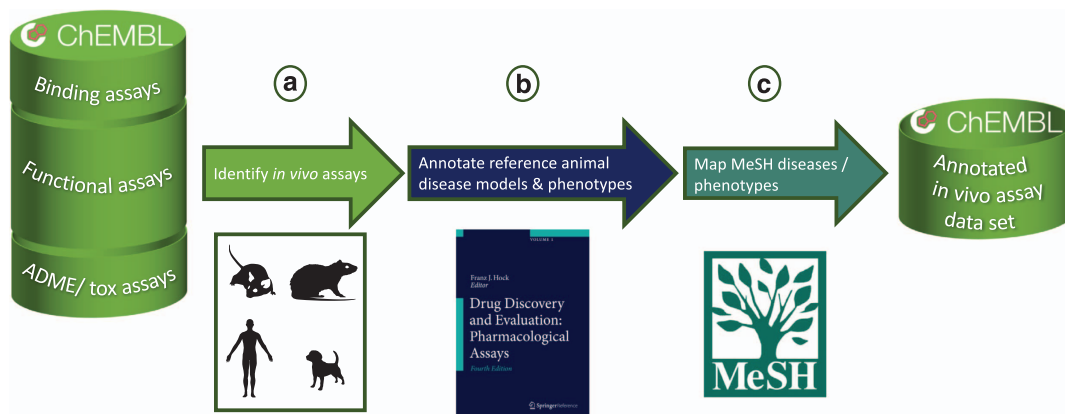 ChEMBL
Binding assays
Functional assays
ADME/ tox assays
a
Identify in vivo assays
b
Annotate reference animal
disease models & phenotypes
VOLUME 1
Franz J. Hock
Editor
Drug Discovery
and Evaluation:
Pharmacological
Assays
Fourth Edition
SpringerReference
c
Map MeSH diseases /
phenotypes
MeSH
ChEMBL
Annotated
in vivo assay
data set